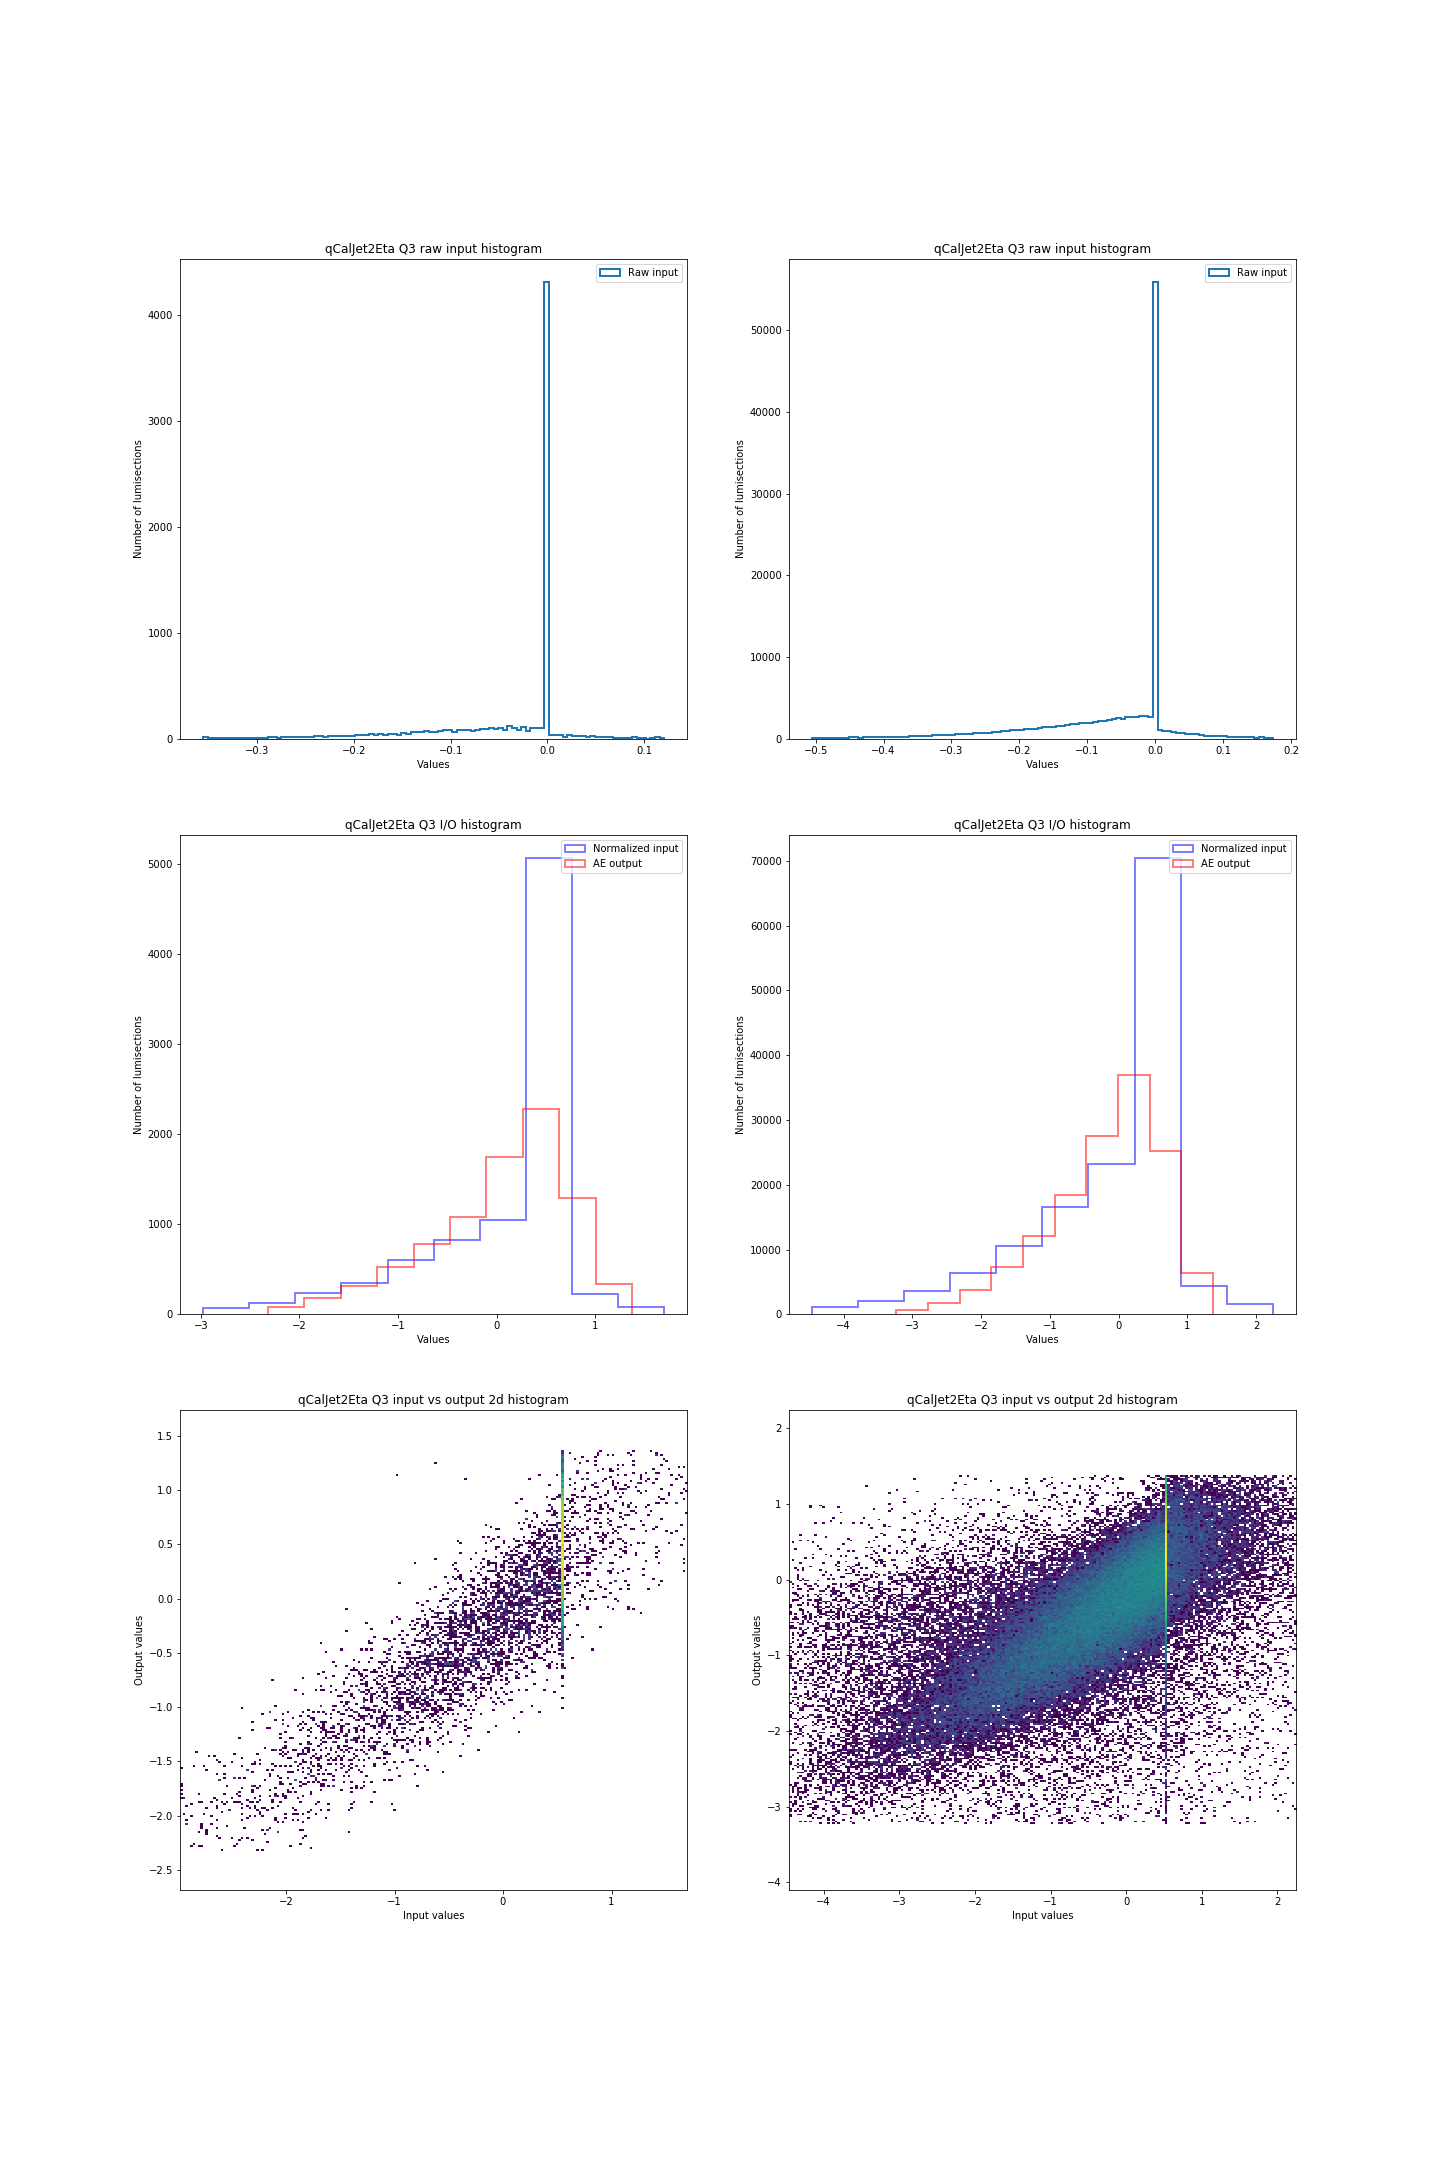 qCalJet2Eta Q3 raw input histogram
Raw input
4000
3000
2000
1000
0
Number of lumisections
−0.3 −0.2 −0.1 0.0 0.1
Values
qCalJet2Eta Q3 raw input histogram
Raw input
50000
40000
30000
20000
10000
0
Number of lumisections
−0.5 −0.4 −0.3 −0.2 −0.1 0.0 0.1 0.2
Values
qCalJet2Eta Q3 I/O histogram
Normalized input
AE output
5000
4000
3000
2000
1000
0
Number of lumisections
−3 −2 −1 0 1
Values
qCalJet2Eta Q3 I/O histogram
Normalized input
AE output
70000
60000
50000
40000
30000
20000
10000
0
Number of lumisections
−4 −3 −2 −1 0 1 2
Values
qCalJet2Eta Q3 input vs output 2d histogram
1.5
1.0
0.5
0.0
−0.5
−1.0
−1.5
−2.0
−2.5
Output values
−2 −1 0 1
Input values
qCalJet2Eta Q3 input vs output 2d histogram
2
1
0
−1
−2
−3
−4
Output values
−4 −3 −2 −1 0 1 2
Input values